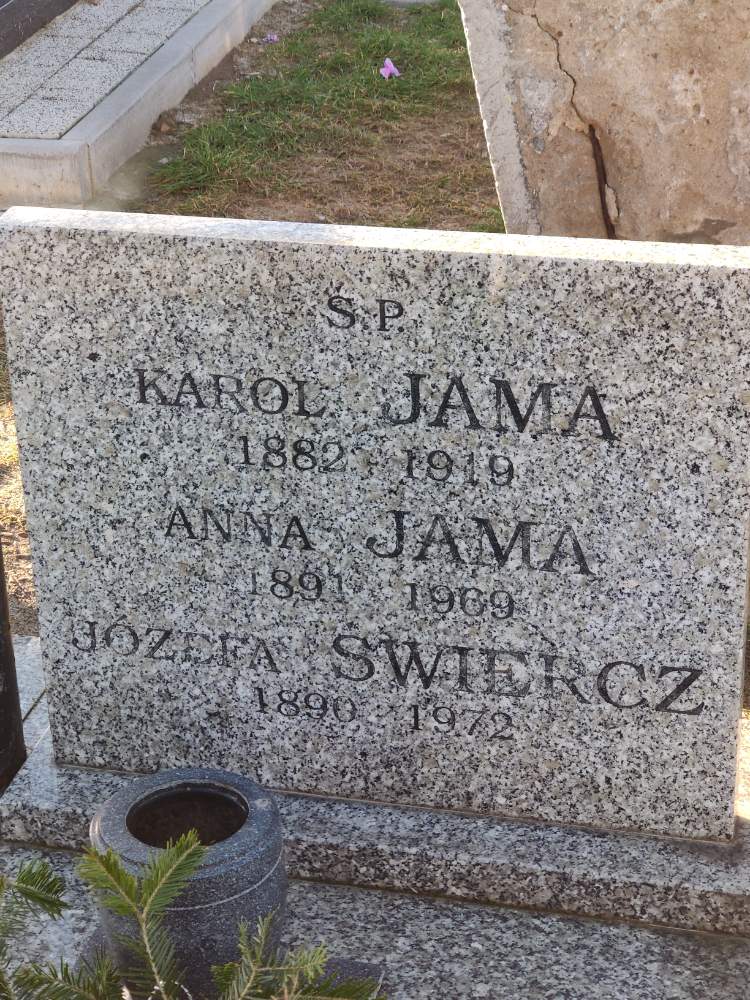 Ś.P.
KAROL JAMA
1882 1919
ANNA JAMA
1891 1969
JÓZEFA ŚWIERCZ
1890 1972